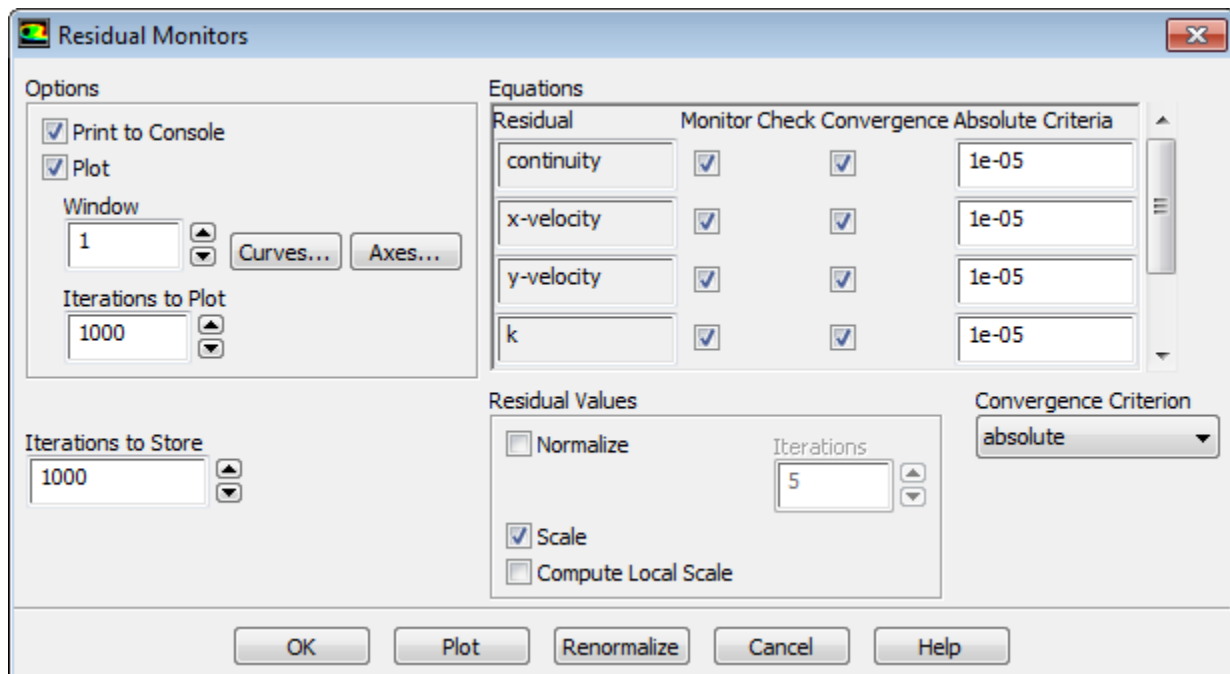 Residual Monitors
Options
Print to Console
Plot
Window
1
Curves... Axes...
Iterations to Plot
1000
Iterations to Store
1000
Equations
Residual Monitor Check Convergence Absolute Criteria
continuity 1e-05
x-velocity 1e-05
y-velocity 1e-05
k 1e-05
Residual Values
Normalize
Iterations
5
Scale
Compute Local Scale
Convergence Criterion
absolute
OK Plot Renormalize Cancel Help